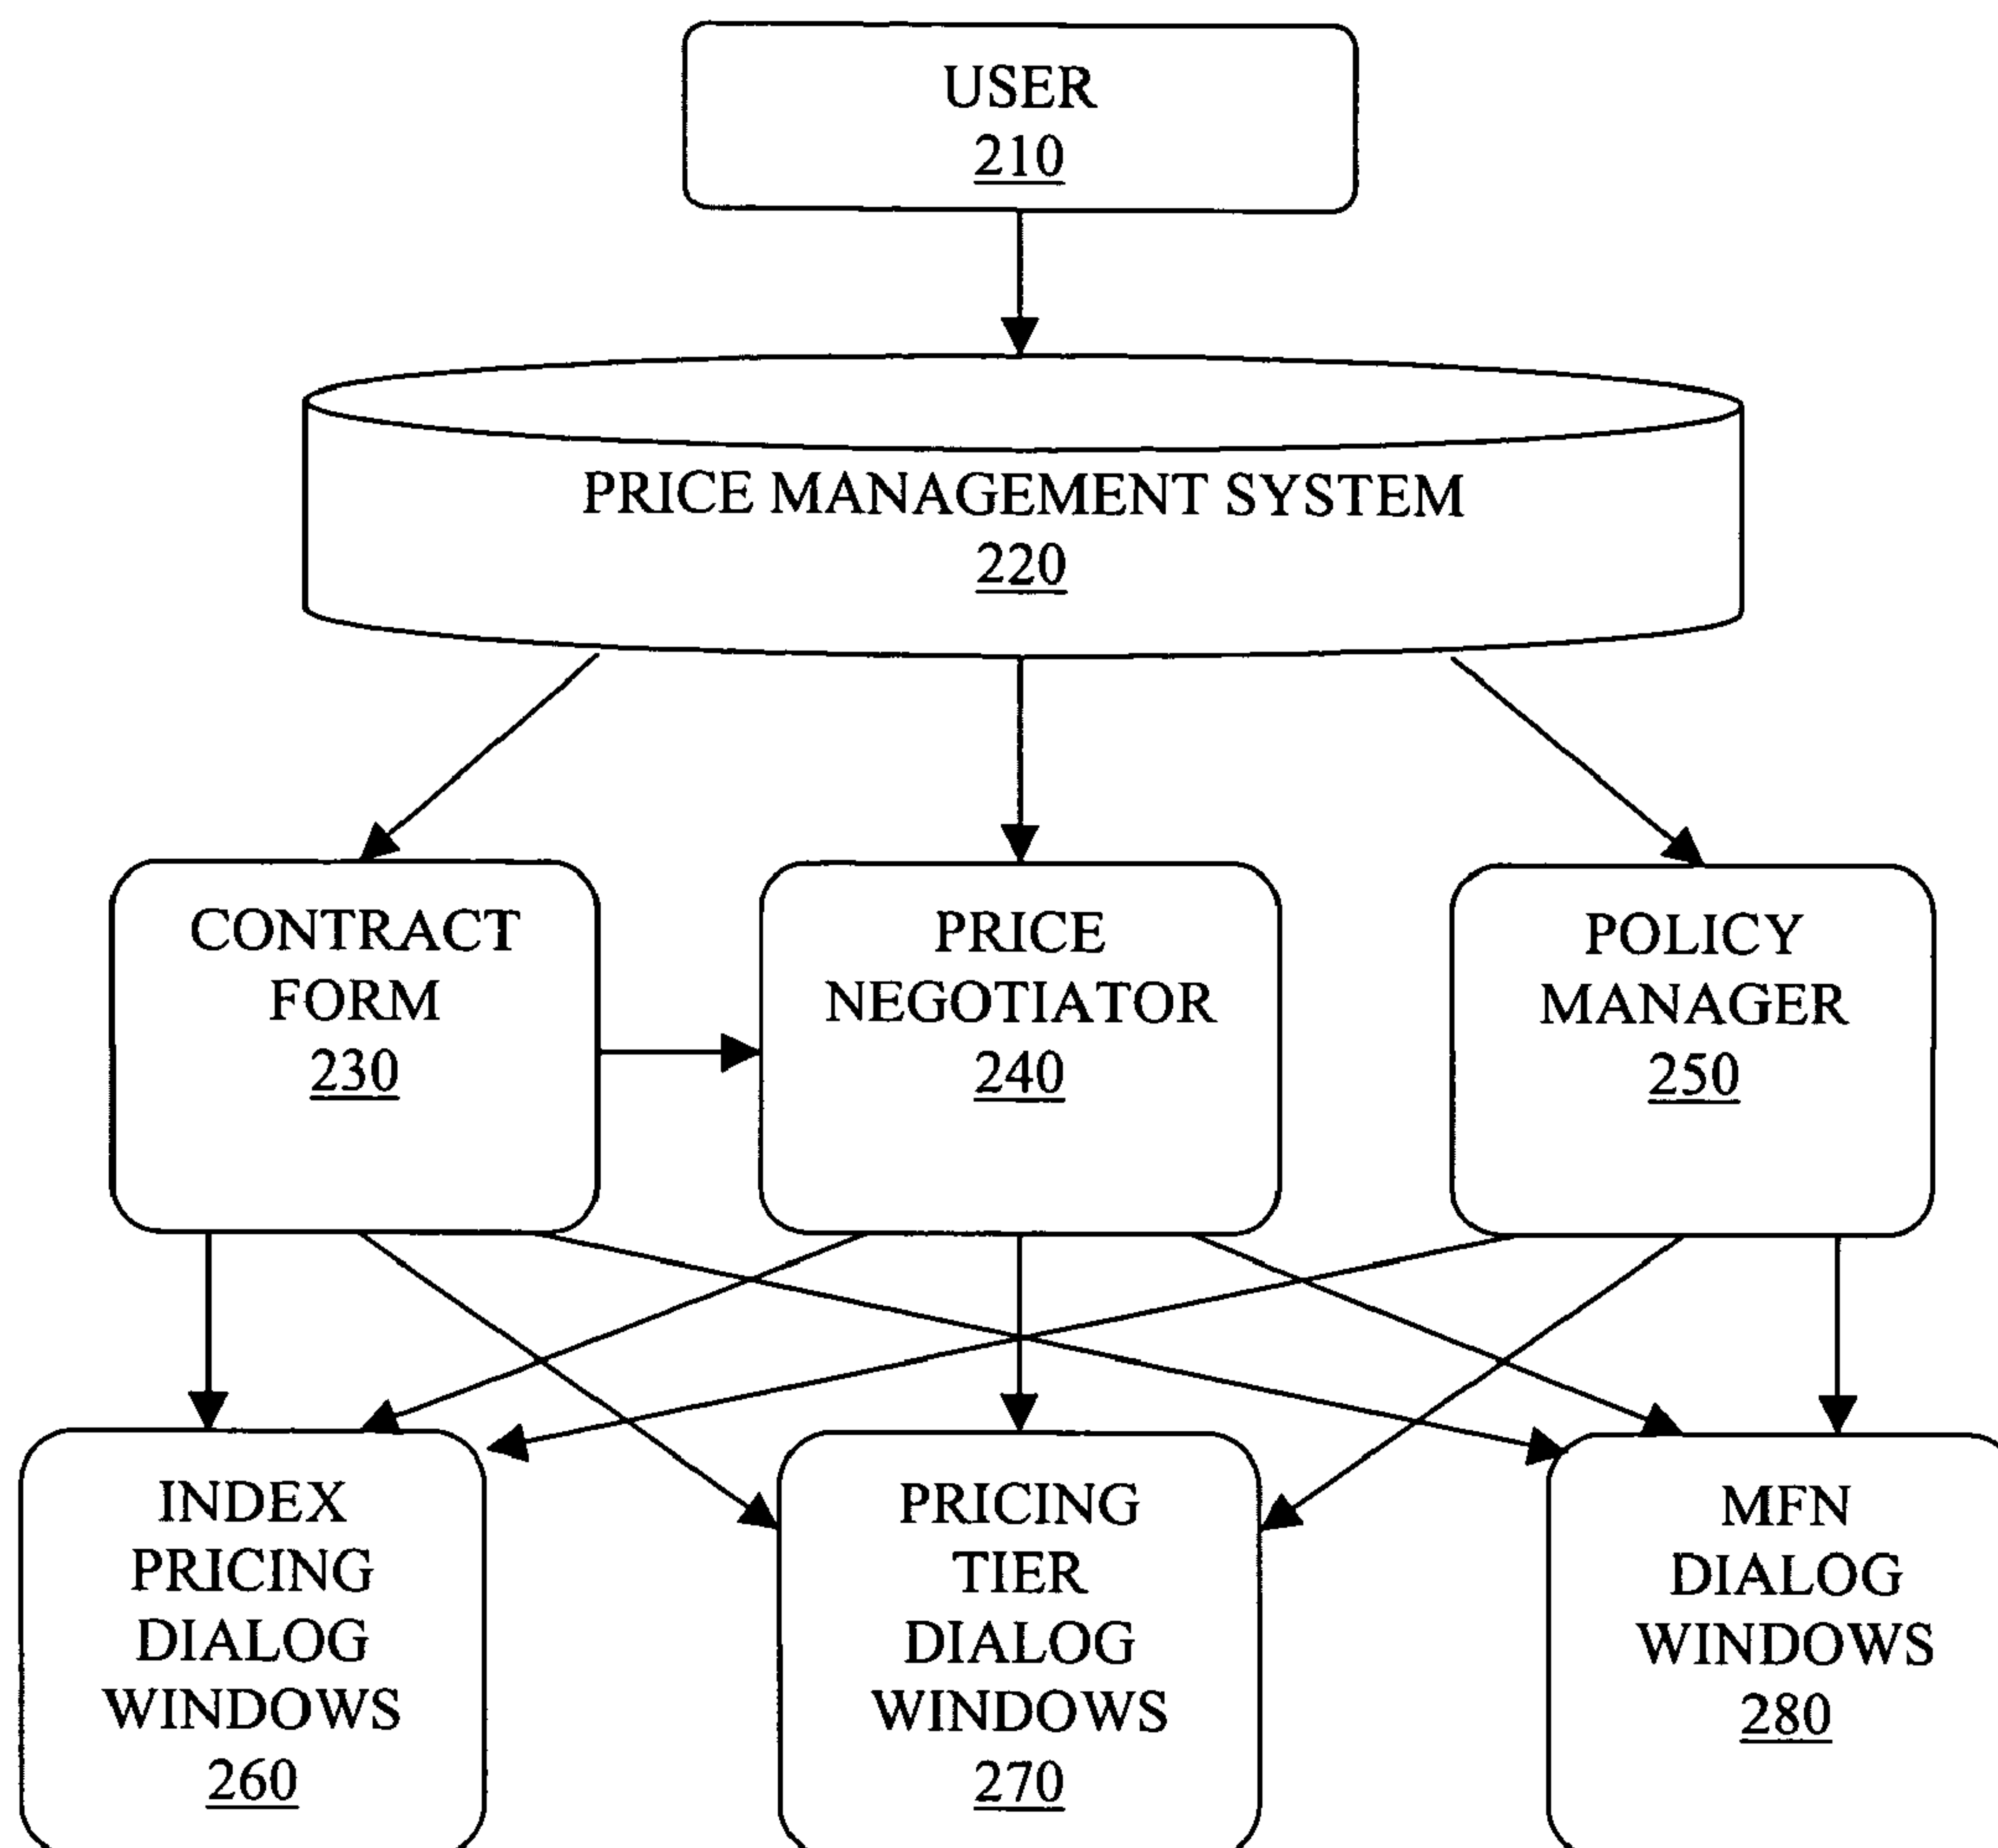 USER
210
PRICE MANAGEMENT SYSTEM
220
CONTRACT
FORM
230
PRICE
NEGOTIATOR
240
POLICY
MANAGER
250
INDEX
PRICING
DIALOG
WINDOWS
260
PRICING
TIER
DIALOG
WINDOWS
270
MFN
DIALOG
WINDOWS
280